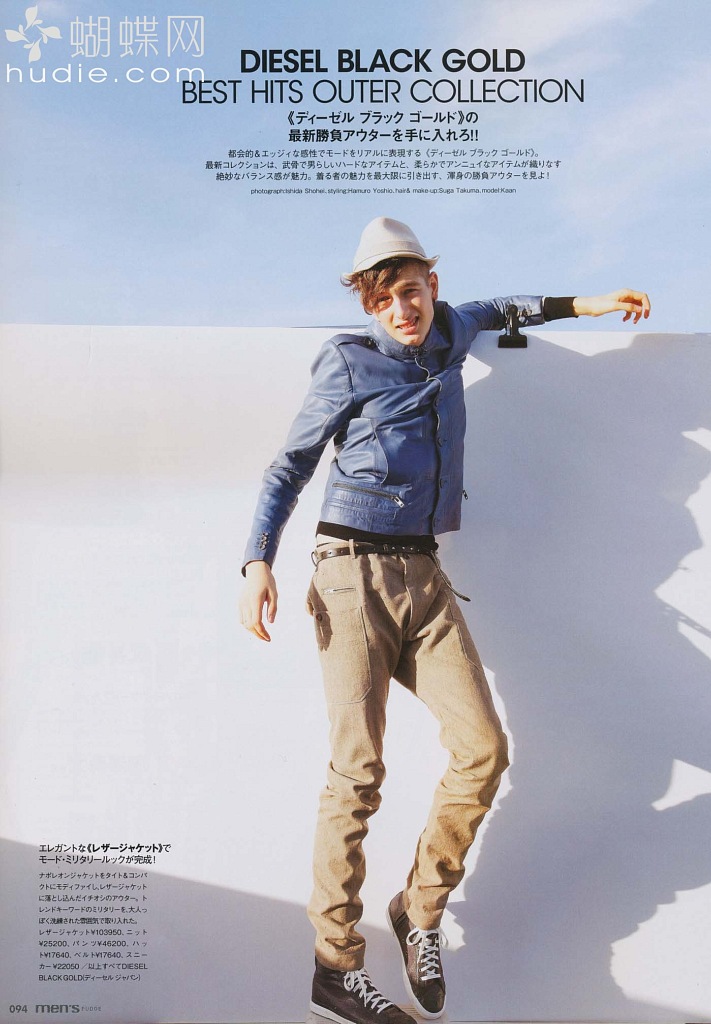 蝴蝶网
hudie.com
DIESEL BLACK GOLD
BEST HITS OUTER COLLECTION
《ディーゼル ブラック ゴールド》の
最新勝負アウターを手に入れろ!!
都会的&エッジィな感性でモードをリアルに表現する〈ディーゼル ブラック ゴールド〉。
最新コレクションは、武骨で男らしいハードなアイテムと、柔らかでアンニュイなアイテムが織りなす
絶妙なバランス感が魅力。着る者の魅力を最大限に引き出す、渾身の勝負アウターを見よ!
photograph:Ishida Shohei, styling:Hamuro Yoshio, hair& make-up:Suga Takuma, model:Kaan
エレガントな《レザージャケット》で
モード・ミリタリールックが完成!
ナポレオンジャケットをタイト&コンパ
クトにモディファイし、レザージャケット
に落とし込んだイチオシのアウター。ト
レンドキーワードのミリタリーを、大人っ
ぽく洗練された雰囲気で取り入れた。
レザージャケット¥103950、ニット
¥25200、パンツ¥46200、ハッ
ト¥17640、ベルト¥17640、スニー
カー¥22050／以上すべてDIESEL
BLACK GOLD(ディーゼル ジャパン)
094 men's